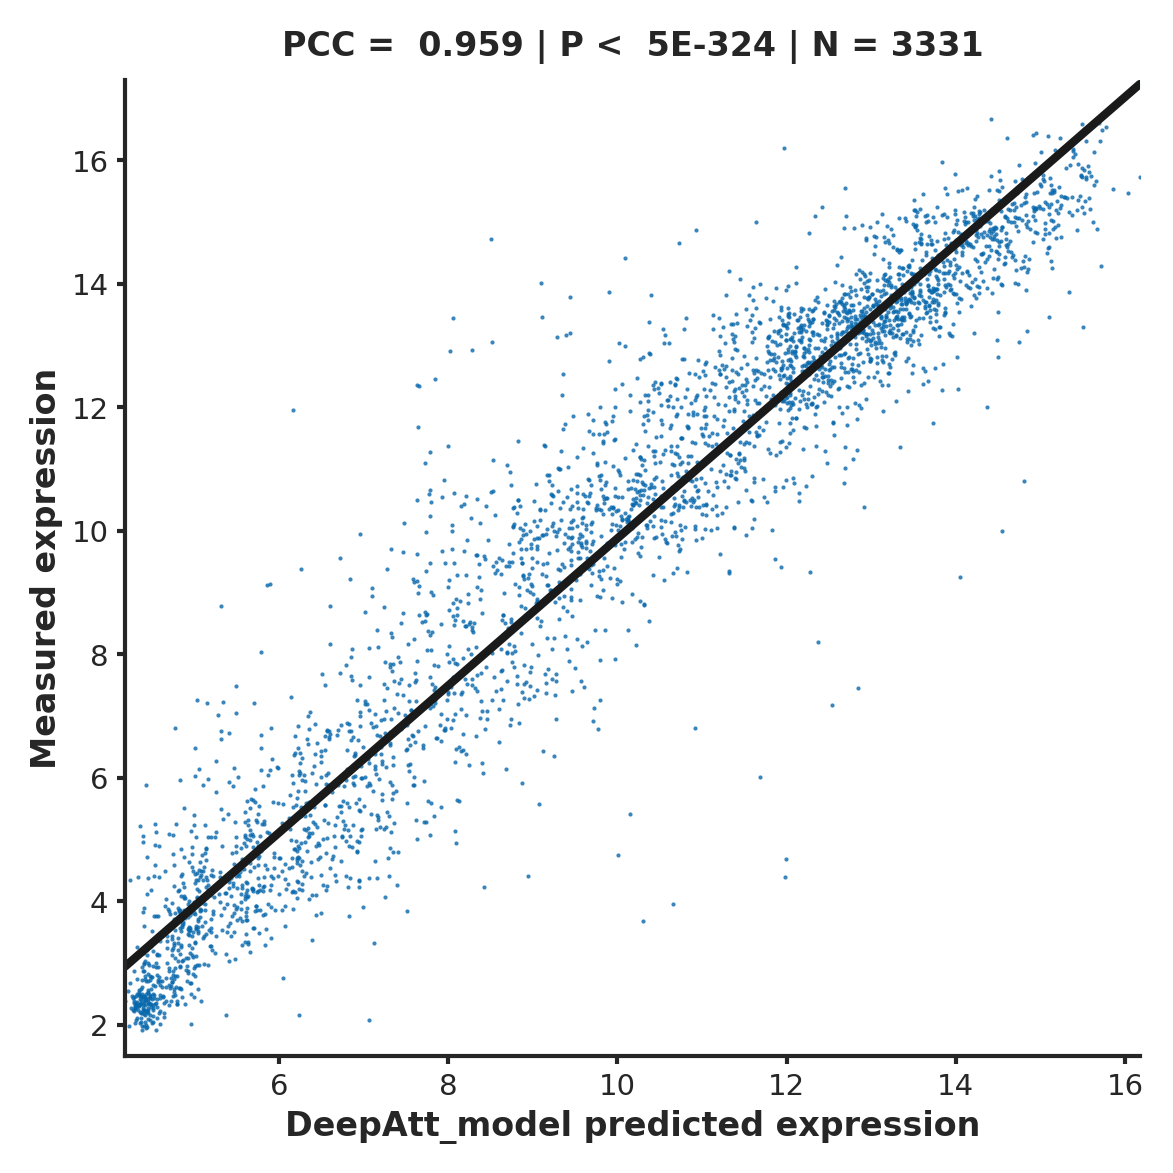 PCC =  0.959 | P <  5E-324 | N = 3331
16
14
12
10
8
6
4
2
Measured expression
6 8 10 12 14 16
DeepAtt_model predicted expression